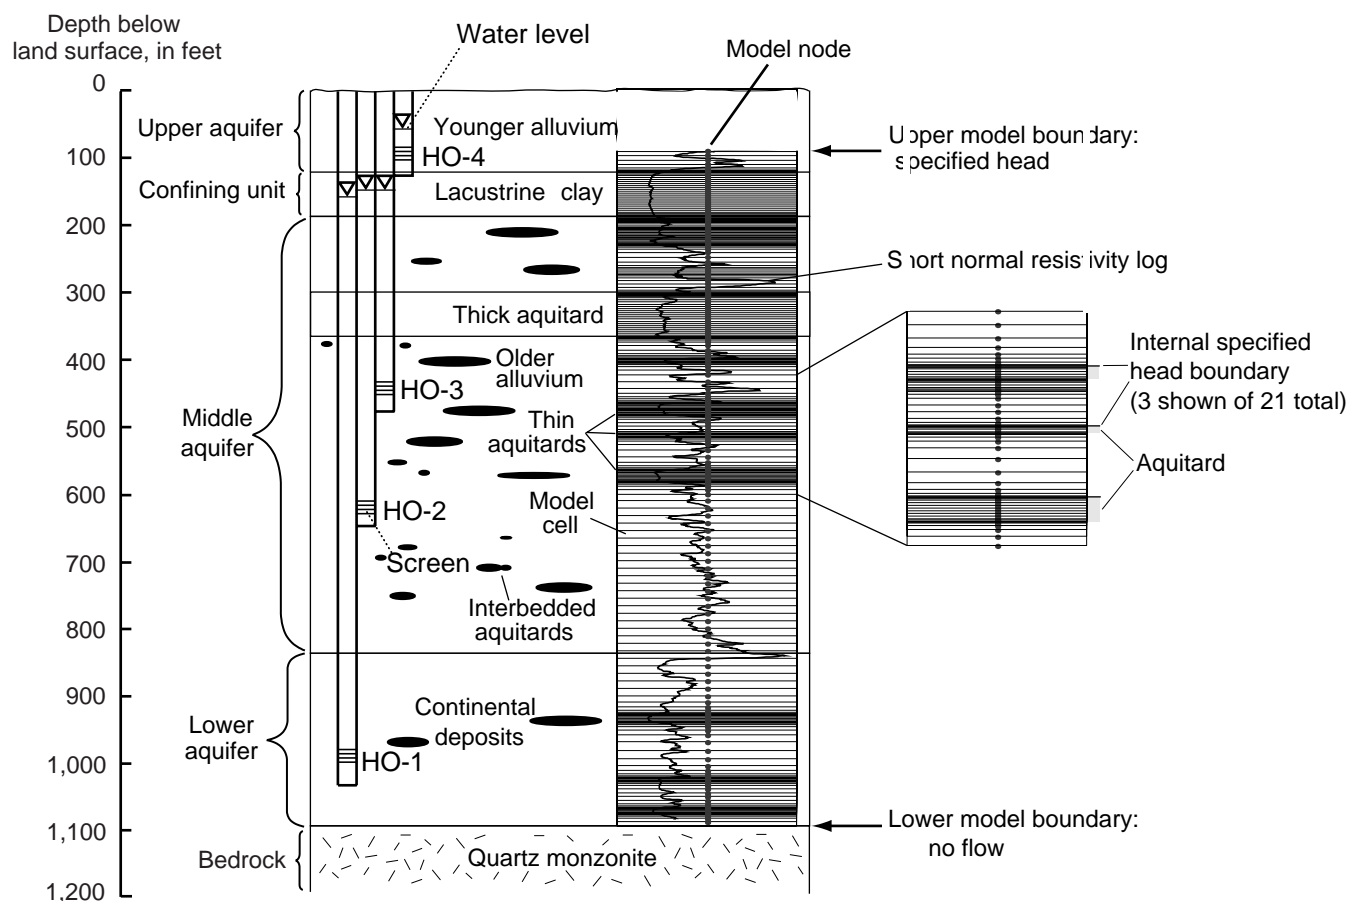 Depth below
land surface, in feet
0
100
200
300
400
500
600
700
800
900
1,000
1,100
1,200
Upper aquifer
Confining unit
Middle
aquifer
Lower
aquifer
Bedrock
Water level
Younger alluvium
HO-4
Lacustrine clay
Thick aquitard
Older
alluvium
HO-3
Thin
aquitards
HO-2
Model
cell
Screen
Interbedded
aquitards
Continental
deposits
HO-1
Quartz monzonite
Model node
Upper model boundary:
specified head
Short normal resistivity log
Internal specified
head boundary
(3 shown of 21 total)
Aquitard
Lower model boundary:
no flow